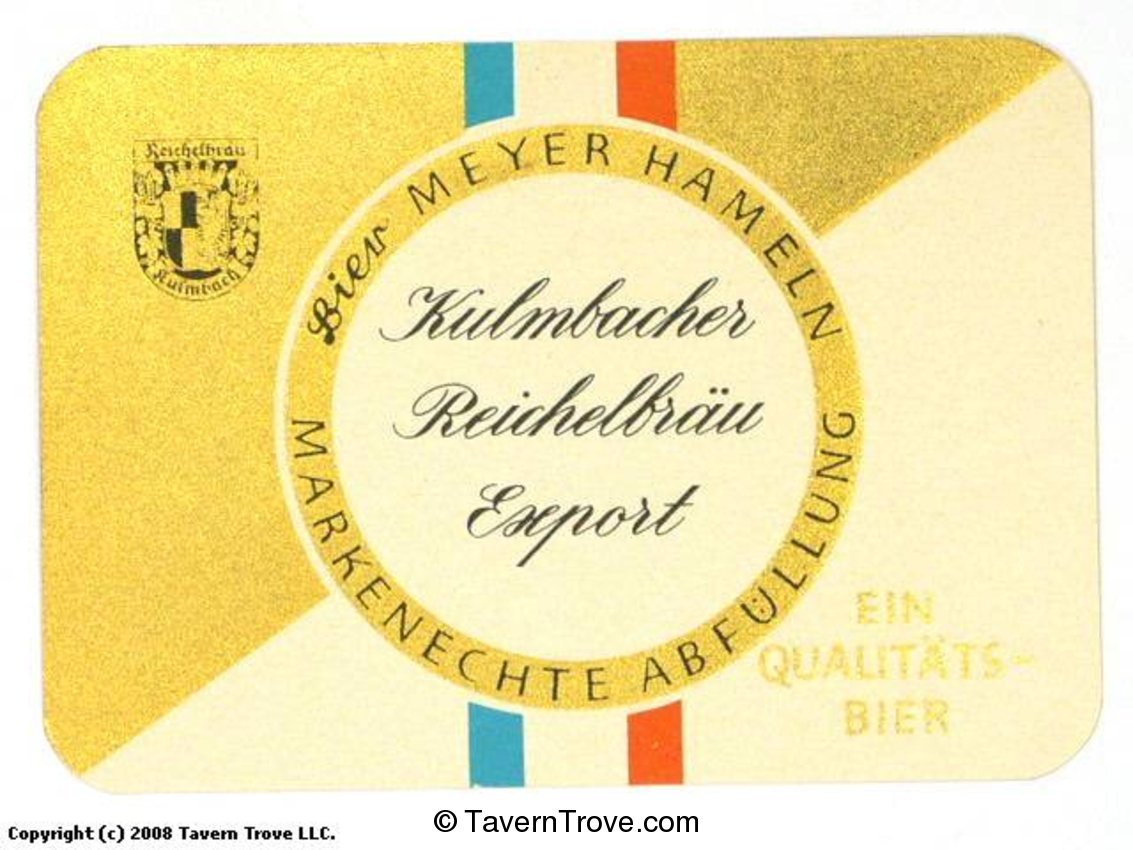 Reichelbräu
Kulmbach
Bier MEYER HAMELN
Kulmbacher
Reichelbräu
Export
MARKENECHTE ABFÜLLUNG
EIN
QUALITÄTS-
BIER
Copyright (c) 2008 Tavern Trove LLC.
© TavernTrove.com